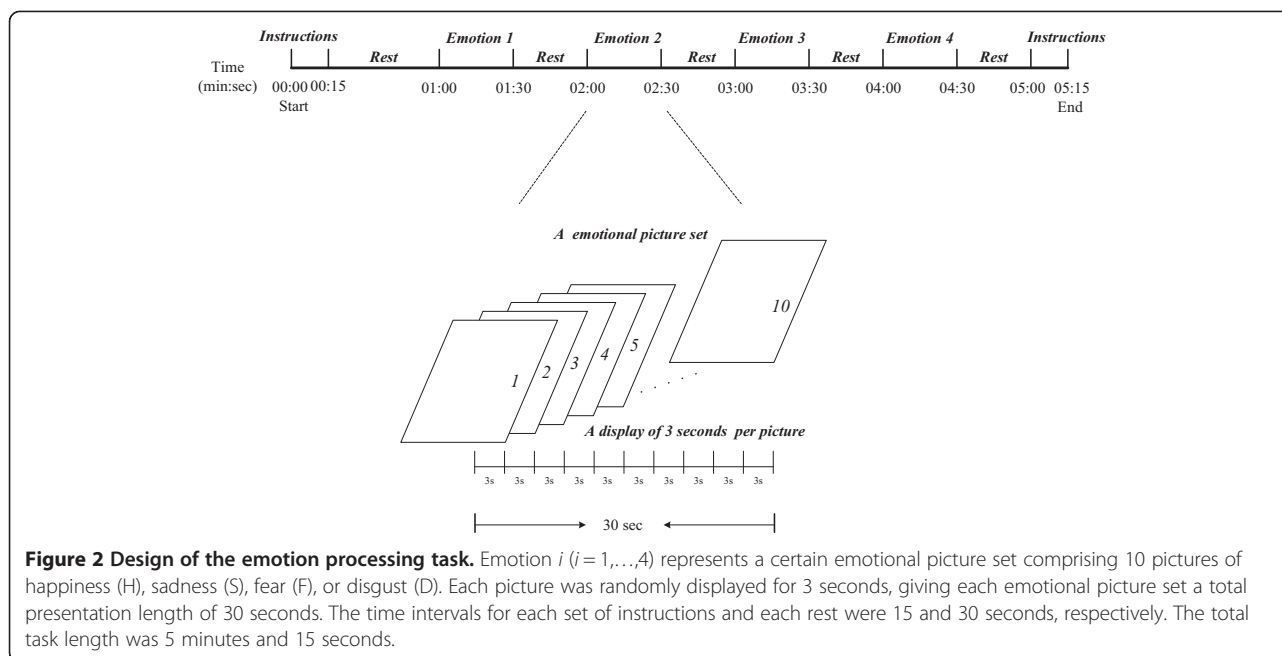 Instructions Emotion 1 Emotion 2 Emotion 3 Emotion 4 Instructions
Rest Rest Rest Rest Rest
Time
(min:sec)
00:00 00:15 01:00 01:30 02:00 02:30 03:00 03:30 04:00 04:30 05:00 05:15
Start End
A emotional picture set
1 2 3 4 5 . . . . . 10
A display of 3 seconds per picture
3s 3s 3s 3s 3s 3s 3s 3s 3s 3s
30 sec
Figure 2 Design of the emotion processing task. Emotion i (i = 1,…,4) represents a certain emotional picture set comprising 10 pictures of
happiness (H), sadness (S), fear (F), or disgust (D). Each picture was randomly displayed for 3 seconds, giving each emotional picture set a total
presentation length of 30 seconds. The time intervals for each set of instructions and each rest were 15 and 30 seconds, respectively. The total
task length was 5 minutes and 15 seconds.